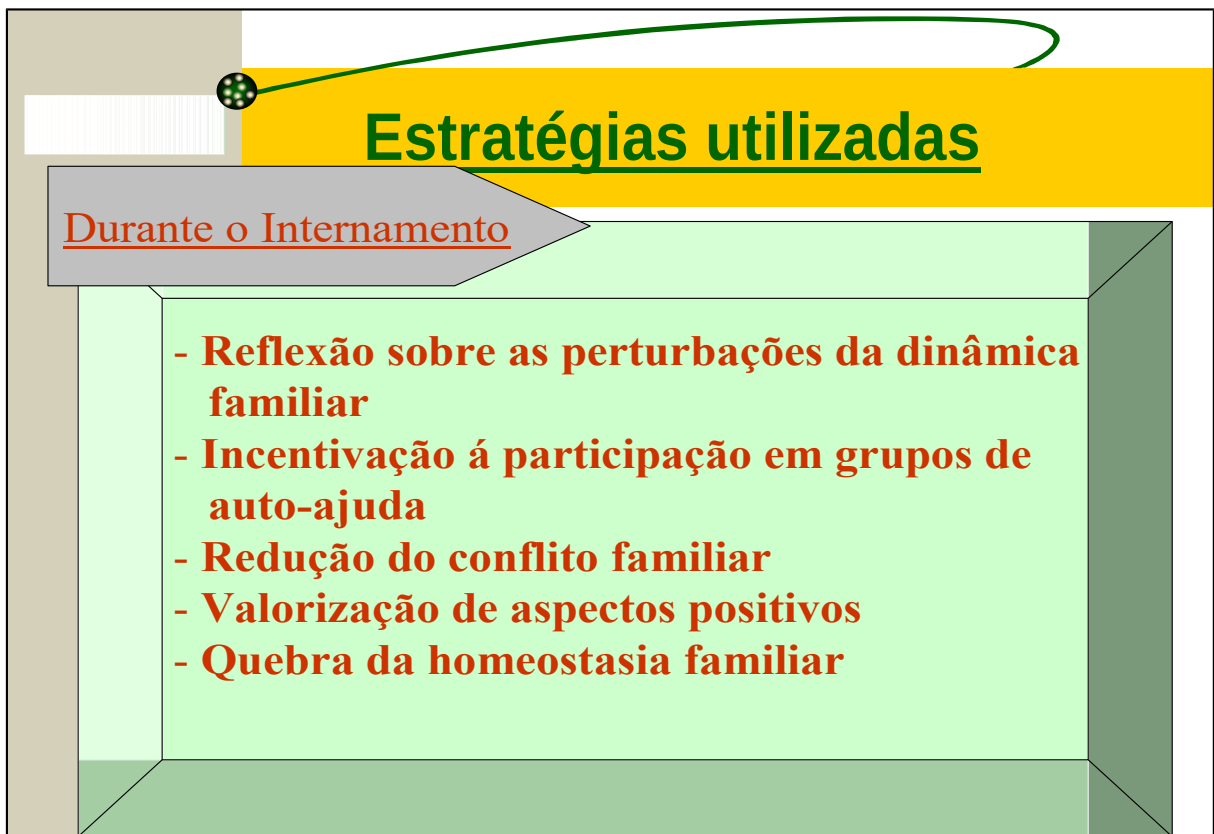 Estratégias utilizadas
Durante o Internamento
- Reflexão sobre as perturbações da dinâmica
familiar
- Incentivação á participação em grupos de
auto-ajuda
- Redução do conflito familiar
- Valorização de aspectos positivos
- Quebra da homeostasia familiar